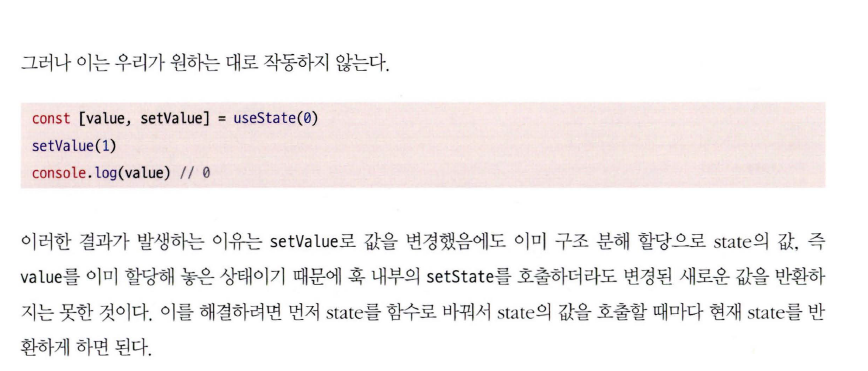 그러나 이는 우리가 원하는 대로 작동하지 않는다.
const [value, setValue] = useState(0)
setValue(1)
console.log(value) // 0
이러한 결과가 발생하는 이유는 setValue로 값을 변경했음에도 이미 구조 분해 할당으로 state의 값, 즉
value를 이미 할당해 놓은 상태이기 때문에 훅 내부의 setState를 호출하더라도 변경된 새로운 값을 반환하
지는 못한 것이다. 이를 해결하려면 먼저 state를 함수로 바꿔서 state의 값을 호출할 때마다 현재 state를 반
환하게 하면 된다.